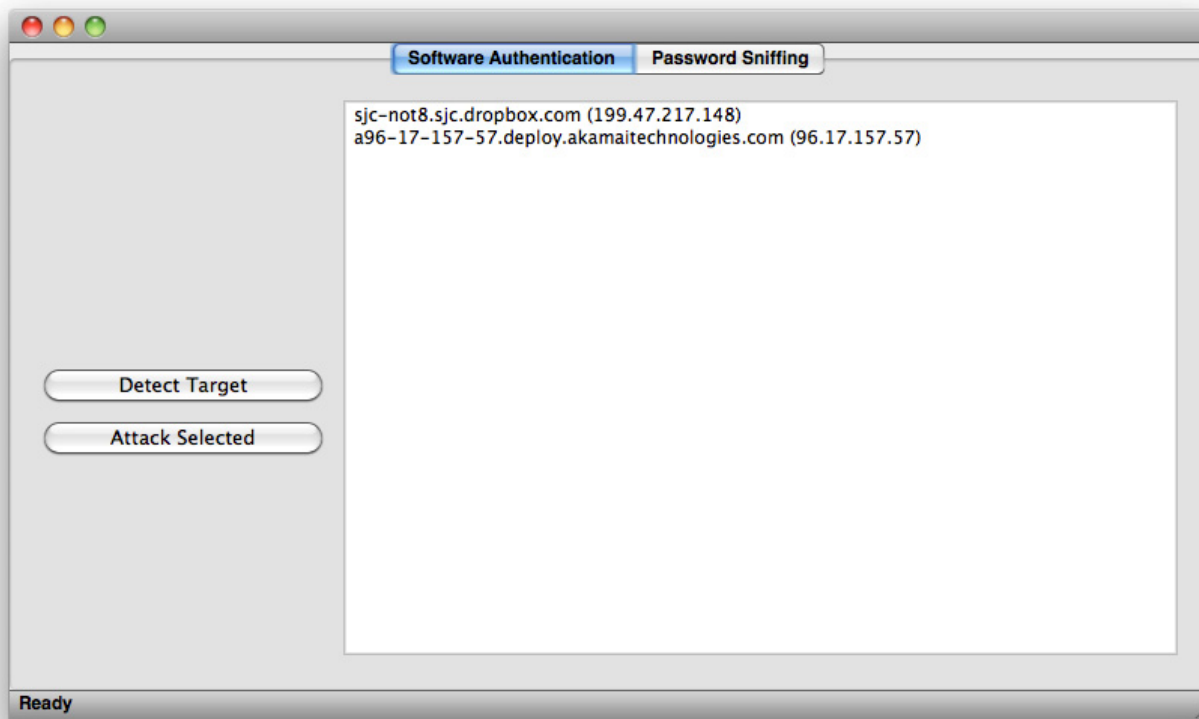 Software Authentication Password Sniffing
sjc-not8.sjc.dropbox.com (199.47.217.148)
a96-17-157-57.deploy.akamaitechnologies.com (96.17.157.57)
Detect Target
Attack Selected
Ready